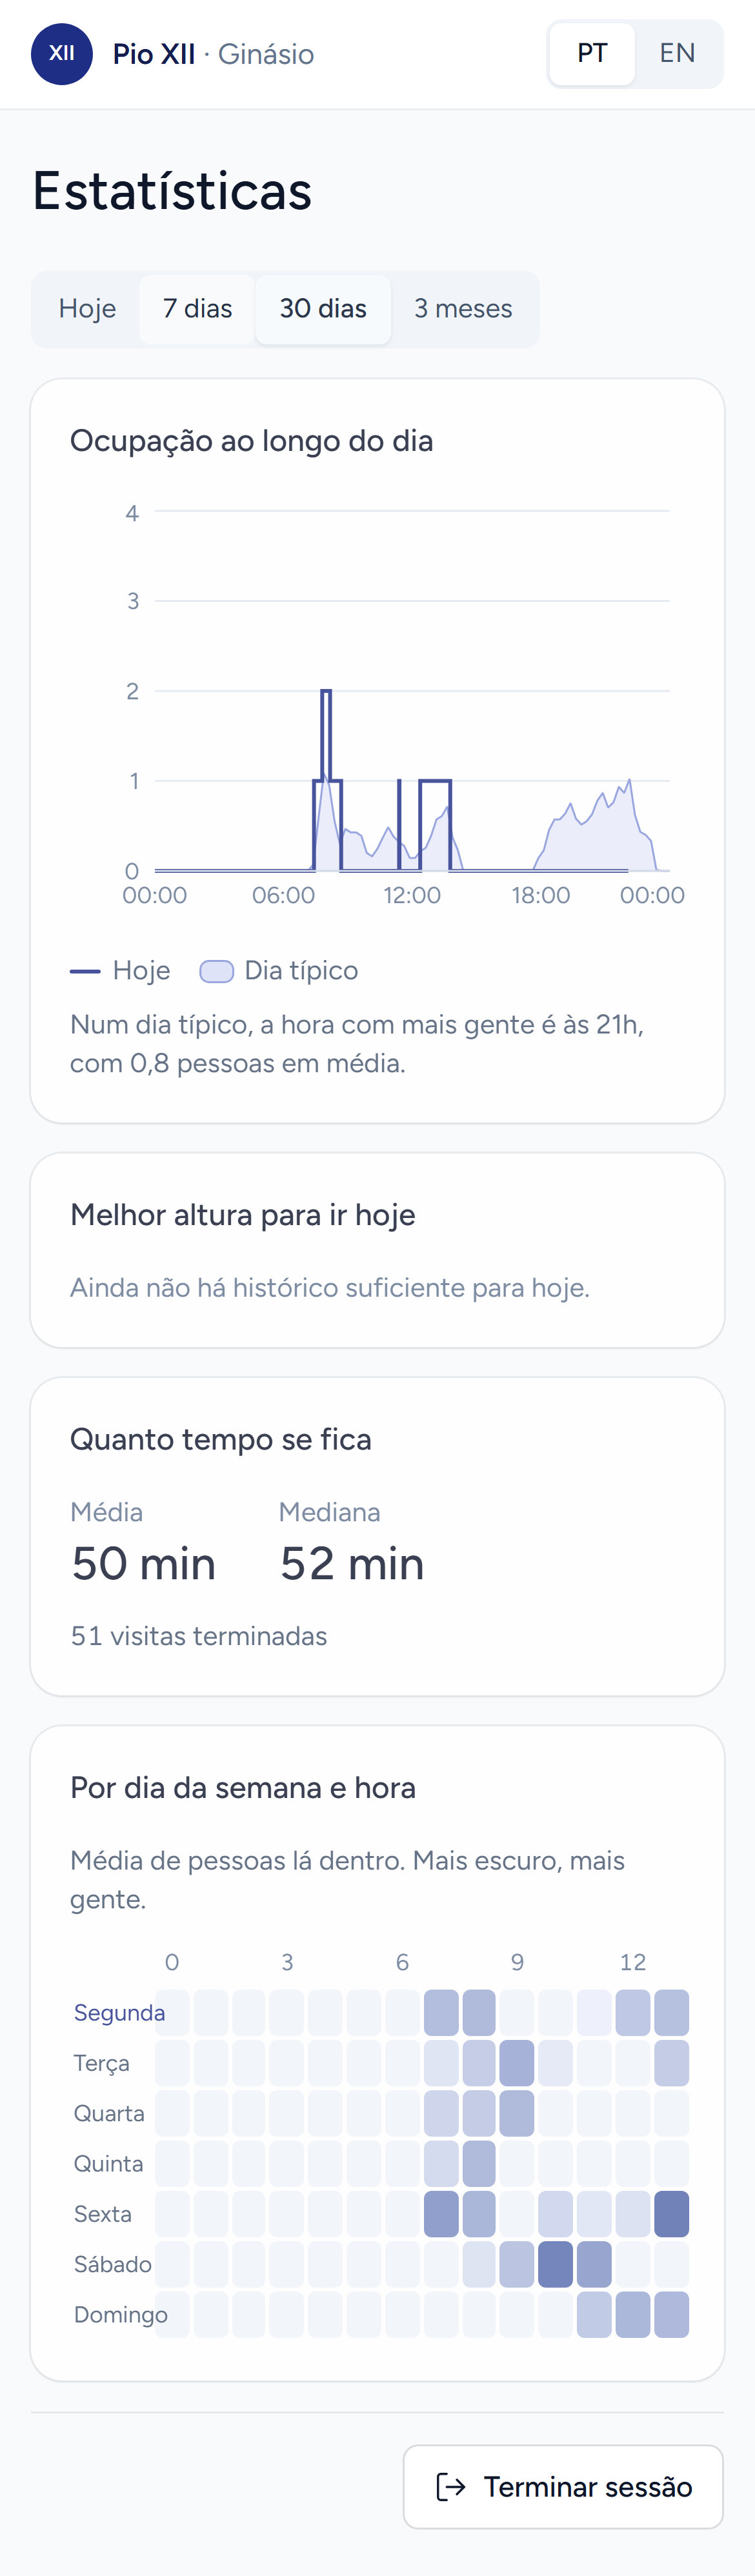 XII Pio XII · Ginásio PT EN
Estatísticas
Hoje 7 dias 30 dias 3 meses
Ocupação ao longo do dia
4
3
2
1
0
00:00 06:00 12:00 18:00 00:00
Hoje Dia típico
Num dia típico, a hora com mais gente é às 21h,
com 0,8 pessoas em média.
Melhor altura para ir hoje
Ainda não há histórico suficiente para hoje.
Quanto tempo se fica
Média Mediana
50 min 52 min
51 visitas terminadas
Por dia da semana e hora
Média de pessoas lá dentro. Mais escuro, mais
gente.
0 3 6 9 12
Segunda
Terça
Quarta
Quinta
Sexta
Sábado
Domingo
Terminar sessão